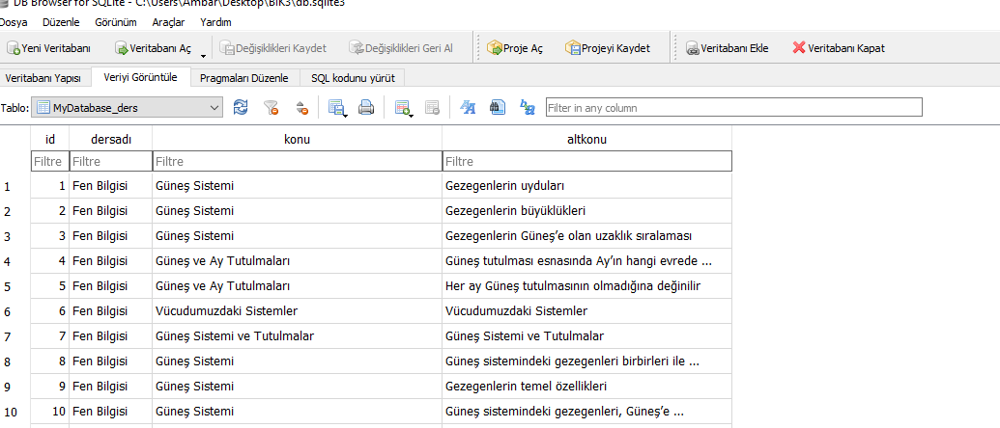 DB Browser for SQLite - C:\Users\Ambar\Desktop\BIK3\db.sqlite3
Dosya Düzenle Görünüm Araçlar Yardım
Yeni Veritabanı Veritabanı Aç Değişiklikleri Kaydet Değişiklikleri Geri Al Proje Aç Projeyi Kaydet Veritabanı Ekle Veritabanı Kapat
Veritabanı Yapısı Veriyi Görüntüle Pragmaları Düzenle SQL kodunu yürüt
Tablo: MyDatabase_ders Filter in any column
id dersadı konu altkonu
Filtre Filtre Filtre Filtre
1 1 Fen Bilgisi Güneş Sistemi Gezegenlerin uyduları
2 2 Fen Bilgisi Güneş Sistemi Gezegenlerin büyüklükleri
3 3 Fen Bilgisi Güneş Sistemi Gezegenlerin Güneş’e olan uzaklık sıralaması
4 4 Fen Bilgisi Güneş ve Ay Tutulmaları Güneş tutulması esnasında Ay’ın hangi evrede ...
5 5 Fen Bilgisi Güneş ve Ay Tutulmaları Her ay Güneş tutulmasının olmadığına değinilir
6 6 Fen Bilgisi Vücudumuzdaki Sistemler Vücudumuzdaki Sistemler
7 7 Fen Bilgisi Güneş Sistemi ve Tutulmalar Güneş Sistemi ve Tutulmalar
8 8 Fen Bilgisi Güneş Sistemi Güneş sistemindeki gezegenleri birbirleri ile ...
9 9 Fen Bilgisi Güneş Sistemi Gezegenlerin temel özellikleri
10 10 Fen Bilgisi Güneş Sistemi Güneş sistemindeki gezegenleri, Güneş’e ...